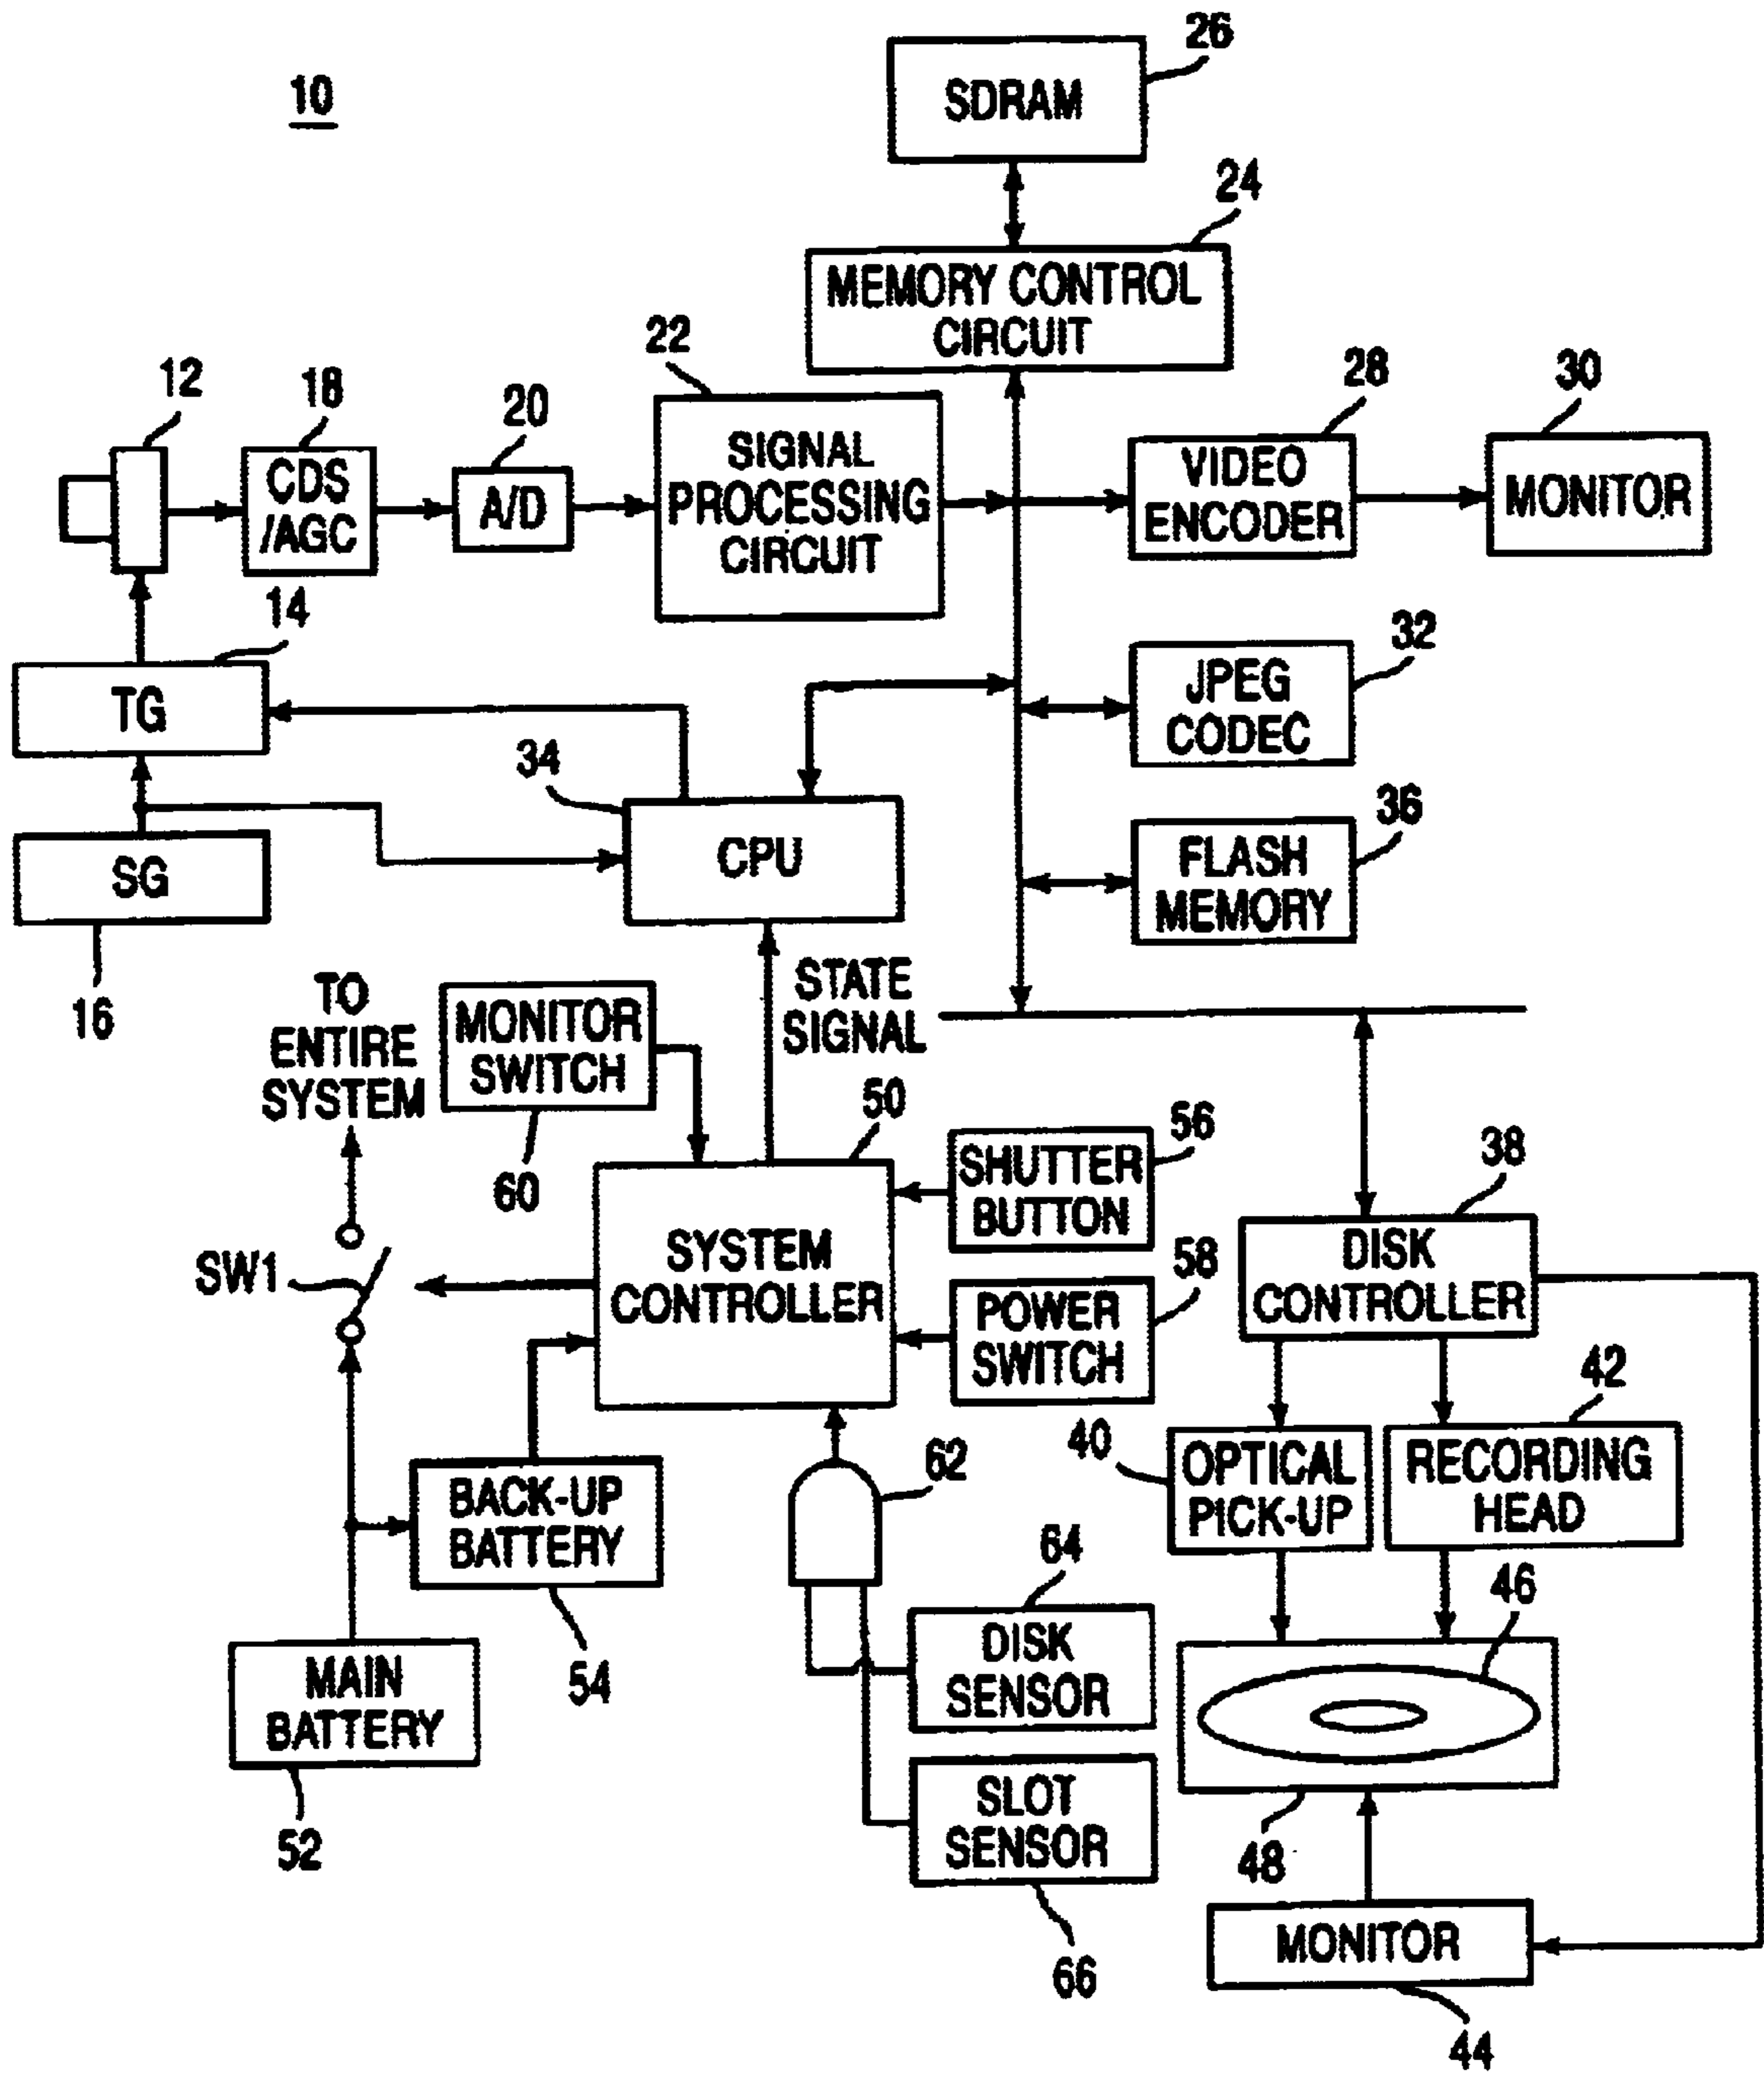 10
SDRAM
26
24
MEMORY CONTROL
CIRCUIT
22
12
18
20
28
30
CDS
/AGC
A/D
SIGNAL
PROCESSING
CIRCUIT
VIDEO
ENCODER
MONITOR
14
TG
32
JPEG
CODEC
34
CPU
36
FLASH
MEMORY
SG
16
TO
ENTIRE
SYSTEM
MONITOR
SWITCH
60
STATE
SIGNAL
50
SHUTTER
BUTTON
56
38
SYSTEM
CONTROLLER
DISK
CONTROLLER
SW1
POWER
SWITCH
58
42
40
OPTICAL
PICK-UP
RECORDING
HEAD
BACK-UP
BATTERY
62
54
64
DISK
SENSOR
46
MAIN
BATTERY
52
SLOT
SENSOR
66
48
MONITOR
44